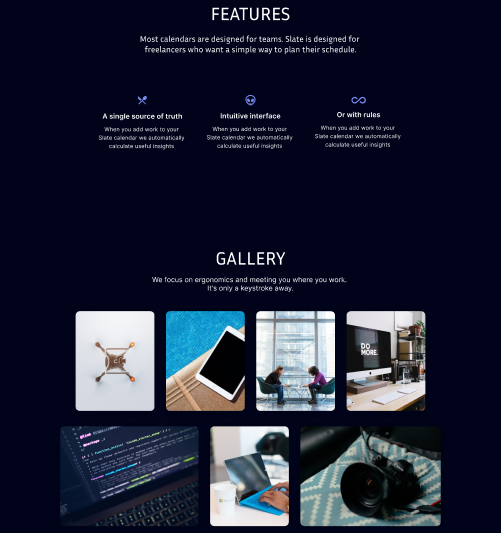 FEATURES
Most calendars are designed for teams. Slate is designed for
freelancers who want a simple way to plan their schedule.
A single source of truth
When you add work to your
Slate calendar we automatically
calculate useful insights
Intuitive interface
When you add work to your
Slate calendar we automatically
calculate useful insights
Or with rules
When you add work to your
Slate calendar we automatically
calculate useful insights
GALLERY
We focus on ergonomics and meeting you where you work.
It's only a keystroke away.
DO
MORE.